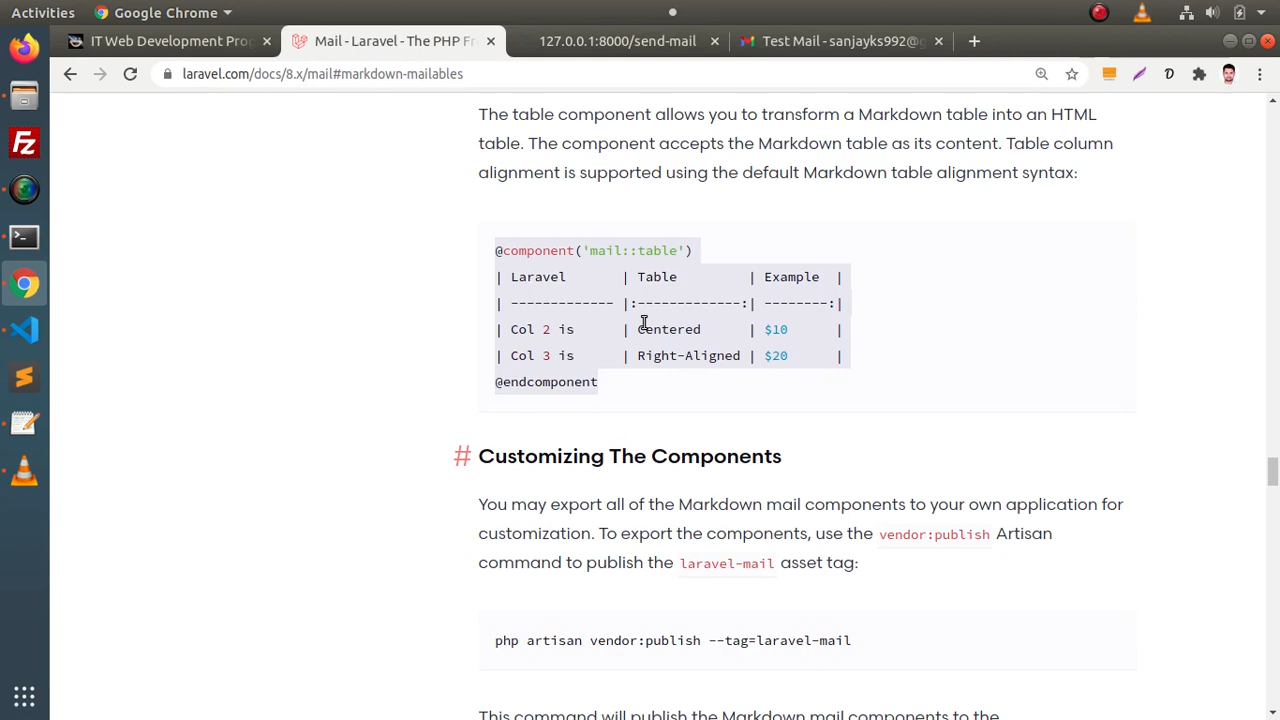 Activities Google Chrome
IT Web Development Pro
Mail - Laravel - The PHP Fr
127.0.0.1:8000/send-mail
Test Mail - sanjayks992@g
laravel.com/docs/8.x/mail#markdown-mailables
The table component allows you to transform a Markdown table into an HTML
table. The component accepts the Markdown table as its content. Table column
alignment is supported using the default Markdown table alignment syntax:
@component('mail::table')
| Laravel | Table | Example |
| ------------- |:-------------:| --------:|
| Col 2 is | Centered | $10 |
| Col 3 is | Right-Aligned | $20 |
@endcomponent
# Customizing The Components
You may export all of the Markdown mail components to your own application for
customization. To export the components, use the vendor:publish Artisan
command to publish the laravel-mail asset tag:
php artisan vendor:publish --tag=laravel-mail
This command will publish the Markdown mail components to the